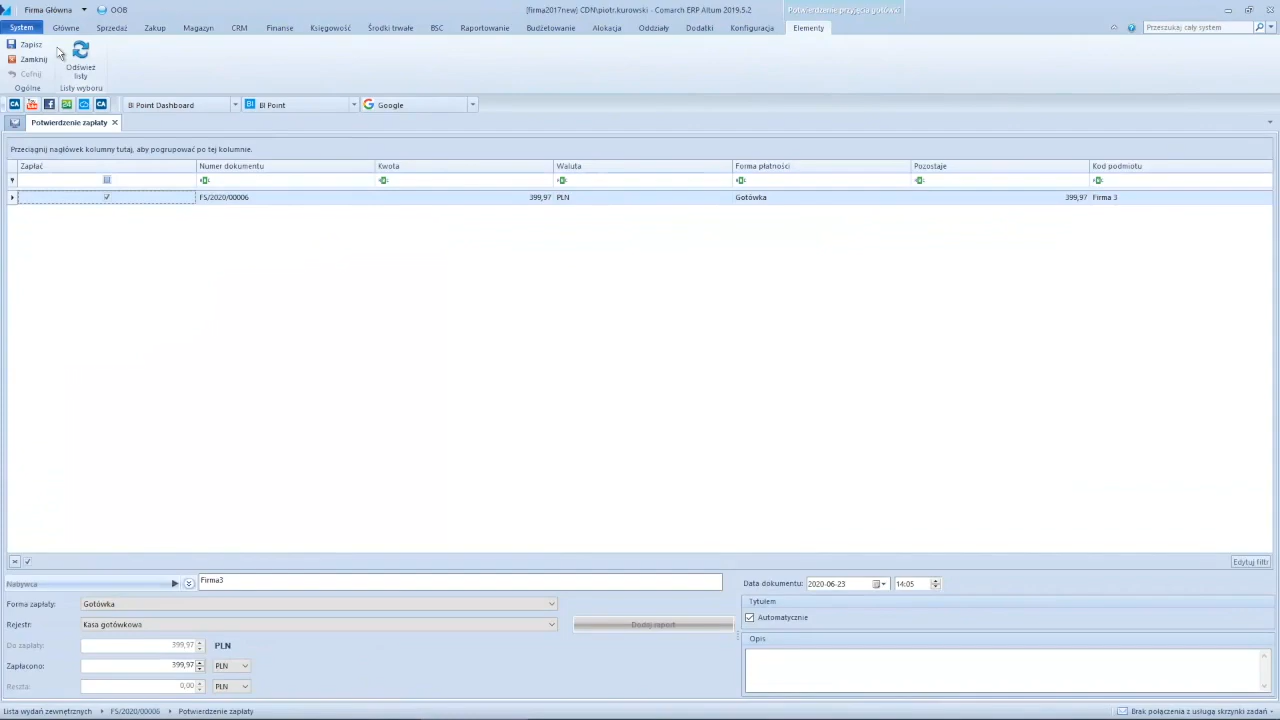 Firma Główna
OOB
[firma2017new] CDN\piotr.kurowski - Comarch ERP Altum 2019.5.2
Potwierdzenie przyjęcia gotówki
System Główne Sprzedaż Zakup Magazyn CRM Finanse Księgowość Środki trwałe BSC Raportowanie Budżetowanie Alokacja Oddziały Dodatki Konfiguracja Elementy
Przeszukaj cały system
Zapisz
Zamknij
Cofnij
Odśwież
listy
Ogólne
Listy wyboru
BI Point Dashboard
BI Point
Google
Potwierdzenie zapłaty
Przeciągnij nagłówek kolumny tutaj, aby pogrupować po tej kolumnie.
Zapłać Numer dokumentu Kwota Waluta Forma płatności Pozostaje Kod podmiotu
FS/2020/00006 399,97 PLN Gotówka 399,97 Firma 3
Edytuj filtr
Nabywca
Firma3
Forma zapłaty: Gotówka
Rejestr: Kasa gotówkowa
Dodaj raport
Do zapłaty: 399,97 PLN
Zapłacono: 399,97 PLN
Reszta: 0,00 PLN
Data dokumentu: 2020-06-23 14:05
Tytułem
Automatycznie
Opis
Lista wydań zewnętrznych FS/2020/00006 Potwierdzenie zapłaty
Brak połączenia z usługą skrzynki zadań